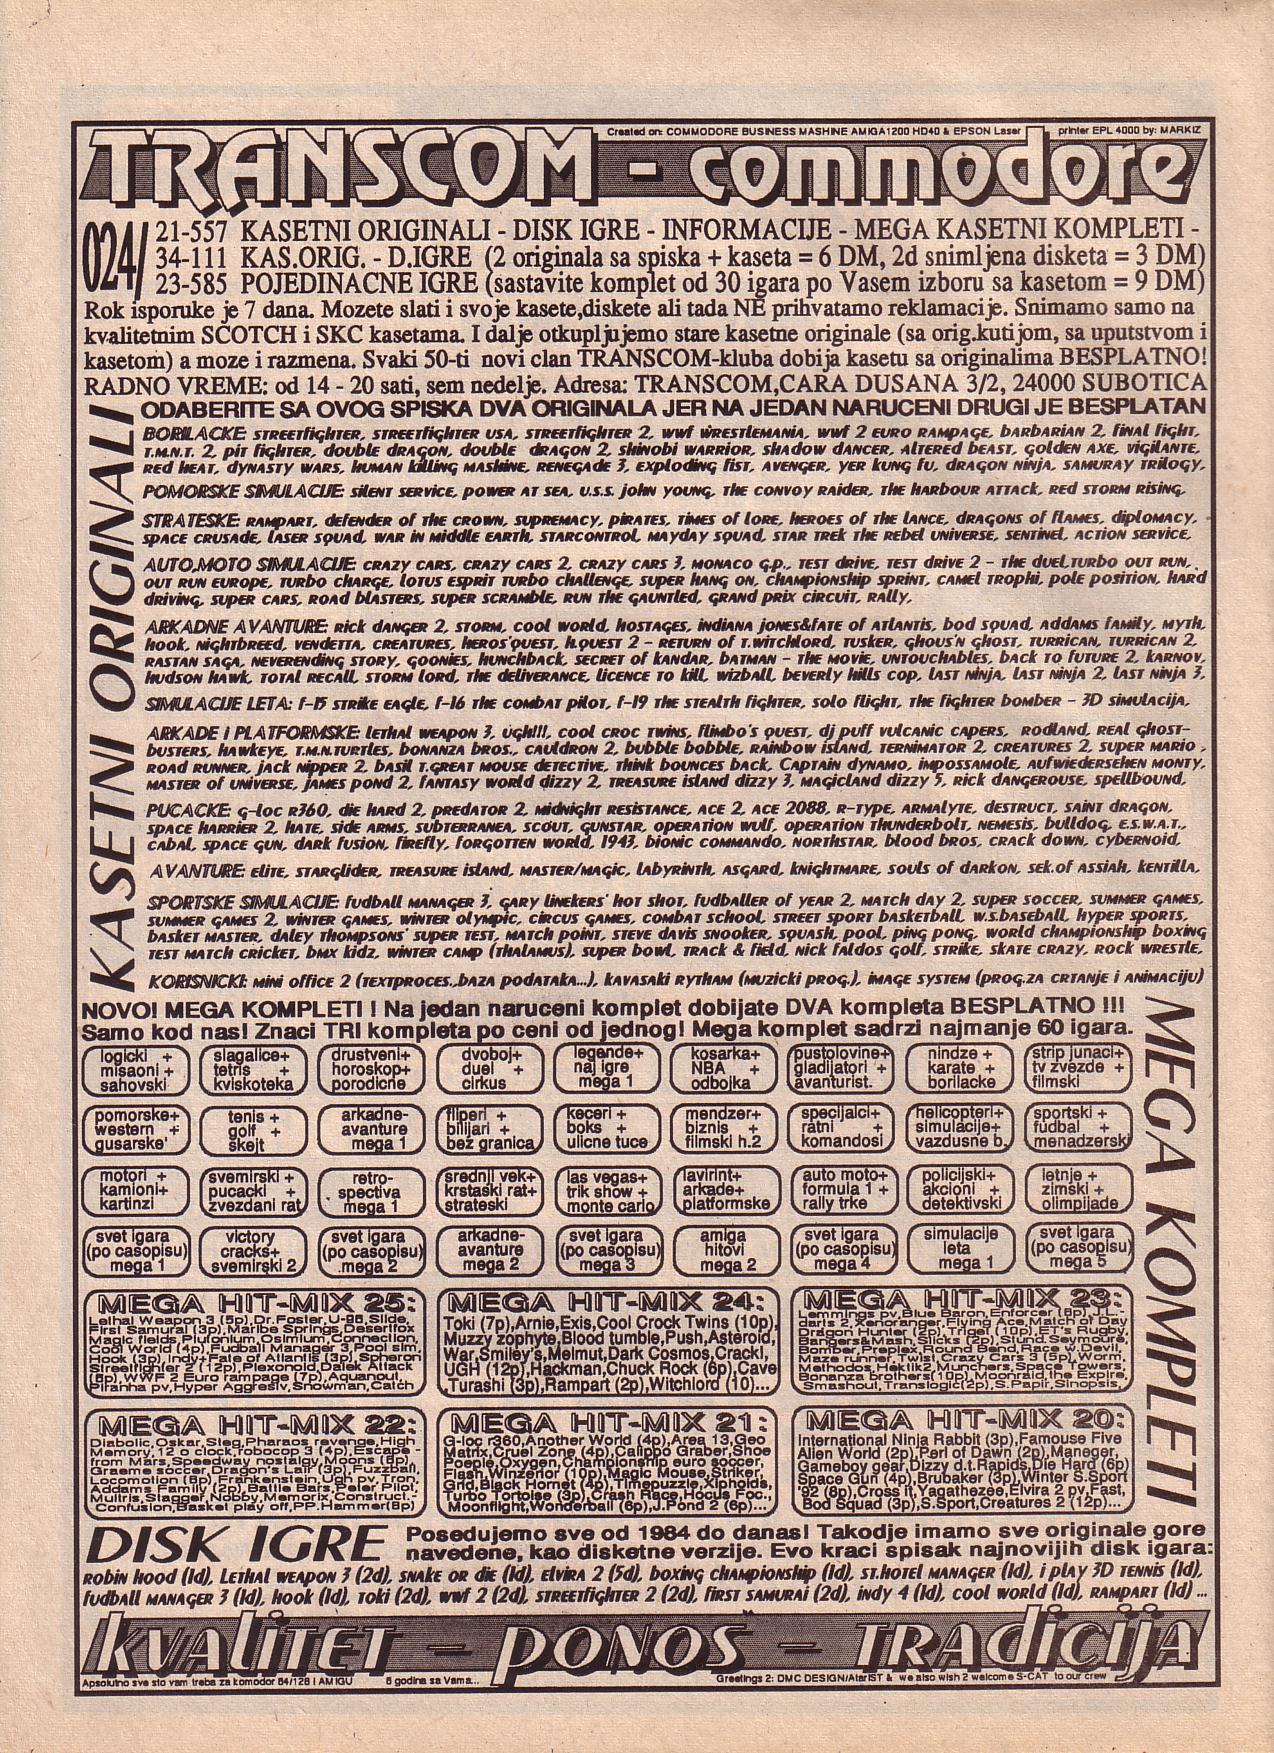 Created on: COMMODORE BUSINESS MASHINE AMIGA1200 HD40 & EPSON Laser printer EPL 4000 by: MARKIZ
TRANSCOM - commodore
024/
21-557 KASETNI ORIGINALI - DISK IGRE - INFORMACIJE - MEGA KASETNI KOMPLETI -
34-111 KAS.ORIG. - D.IGRE (2 originala sa spiska + kaseta = 6 DM, 2d snimljena disketa = 3 DM)
23-585 POJEDINACNE IGRE (sastavite komplet od 30 igara po Vasem izboru sa kasetom = 9 DM)
Rok isporuke je 7 dana. Mozete slati i svoje kasete,diskete ali tada NE prihvatamo reklamacije. Snimamo samo na
kvalitetnim SCOTCH i SKC kasetama. I dalje otkupljujemo stare kasetne originale (sa orig.kutijom, sa uputstvom i
kasetom) a moze i razmena. Svaki 50-ti novi clan TRANSCOM-kluba dobija kasetu sa originalima BESPLATNO!
RADNO VREME: od 14 - 20 sati, sem nedelje. Adresa: TRANSCOM,CARA DUSANA 3/2, 24000 SUBOTICA
KASETNI ORIGINALI
ODABERITE SA OVOG SPISKA DVA ORIGINALA JER NA JEDAN NARUCENI DRUGI JE BESPLATAN
BORILACKE: STREETFIGHTER, STREETFIGHTER USA, STREETFIGHTER 2, WWF WRESTLEMANIA, WWF 2 EURO RAMPAGE, BARBARIAN 2, FINAL FIGHT,
T.M.N.T. 2, PIT FIGHTER, DOUBLE DRAGON, DOUBLE DRAGON 2, SHINOBI WARRIOR, SHADOW DANCER, ALTERED BEAST, GOLDEN AXE, VIGILANTE,
RED HEAT, DYNASTY WARS, HUMAN KILLING MASHINE, RENEGADE 3, EXPLODING FIST, AVENGER, YER KUNG FU, DRAGON NINJA, SAMURAY TRILOGY.
POMORSKE SIMULACIJE: SILENT SERVICE, POWER AT SEA, U.S.S. JOHN YOUNG, THE CONVOY RAIDER, THE HARBOUR ATTACK, RED STORM RISING.
STRATESKE: RAMPART, DEFENDER OF THE CROWN, SUPREMACY, PIRATES, TIMES OF LORE, HEROES OF THE LANCE, DRAGONS OF FLAMES, DIPLOMACY,
SPACE CRUSADE, LASER SQUAD, WAR IN MIDDLE EARTH, STARCONTROL, MAYDAY SQUAD, STAR TREK THE REBEL UNIVERSE, SENTINEL, ACTION SERVICE.
AUTO,MOTO SIMULACIJE: CRAZY CARS, CRAZY CARS 2, CRAZY CARS 3, MONACO G.P., TEST DRIVE, TEST DRIVE 2 - THE DUEL,TURBO OUT RUN,
OUT RUN EUROPE, TURBO CHARGE, LOTUS ESPRIT TURBO CHALLENGE, SUPER HANG ON, CHAMPIONSHIP SPRINT, CAMEL TROPHI, POLE POSITION, HARD
DRIVING, SUPER CARS, ROAD BLASTERS, SUPER SCRAMBLE, RUN THE GAUNTLED, GRAND PRIX CIRCUIT, RALLY.
ARKADNE AVANTURE: RICK DANGER 2, STORM, COOL WORLD, HOSTAGES, INDIANA JONES&FATE OF ATLANTIS, BOD SQUAD, ADDAMS FAMILY, MYTH,
HOOK, NIGHTBREED, VENDETTA, CREATURES, HEROS'QUEST, H.QUEST 2 - RETURN OF T.WITCHLORD, TUSKER, GHOUS'N GHOST, TURRICAN, TURRICAN 2,
RASTAN SAGA, NEVERENDING STORY, GOONIES, HUNCHBACK, SECRET OF KANDAR, BATMAN - THE MOVIE, UNTOUCHABLES, BACK TO FUTURE 2, KARNOV,
HUDSON HAWK, TOTAL RECALL, STORM LORD, THE DELIVERANCE, LICENCE TO KILL, WIZBALL, BEVERLY HILLS COP, LAST NINJA, LAST NINJA 2, LAST NINJA 3.
SIMULACIJE LETA: F-15 STRIKE EAGLE, F-16 THE COMBAT PILOT, F-19 THE STEALTH FIGHTER, SOLO FLIGHT, THE FIGHTER BOMBER - 3D SIMULACIJA.
ARKADE I PLATFORMSKE: LETHAL WEAPON 3, UGH!!!, COOL CROC TWINS, FLIMBO'S QUEST, DJ PUFF VULCANIC CAPERS, RODLAND, REAL GHOST-
BUSTERS, HAWKEYE, T.M.N.TURTLES, BONANZA BROS., CAULDRON 2, BUBBLE BOBBLE, RAINBOW ISLAND, TERNIMATOR 2, CREATURES 2, SUPER MARIO ,
ROAD RUNNER, JACK NIPPER 2, BASIL T.GREAT MOUSE DETECTIVE, THINK BOUNCES BACK, CAPTAIN DYNAMO, IMPOSSAMOLE, AUFWIEDERSEHEN MONTY,
MASTER OF UNIVERSE, JAMES POND 2, FANTASY WORLD DIZZY 2, TREASURE ISLAND DIZZY 3, MAGICLAND DIZZY 5, RICK DANGEROUSE, SPELLBOUND.
PUCACKE: G-LOC R360, DIE HARD 2, PREDATOR 2, MIDNIGHT RESISTANCE, ACE 2, ACE 2088, R-TYPE, ARMALYTE, DESTRUCT, SAINT DRAGON,
SPACE HARRIER 2, HATE, SIDE ARMS, SUBTERRANEA, SCOUT, GUNSTAR, OPERATION WULF, OPERATION THUNDERBOLT, NEMESIS, BULLDOG, E.S.W.A.T.,
CABAL, SPACE GUN, DARK FUSION, FIREFLY, FORGOTTEN WORLD, 1943, BIONIC COMMANDO, NORTHSTAR, BLOOD BROS, CRACK DOWN, CYBERNOID.
AVANTURE: ELITE, STARGLIDER, TREASURE ISLAND, MASTER/MAGIC, LABYRINTH, ASGARD, KNIGHTMARE, SOULS OF DARKON, SEK.OF ASSIAH, KENTILLA.
SPORTSKE SIMULACIJE: FUDBALL MANAGER 3, GARY LINEKERS' HOT SHOT, FUDBALLER OF YEAR 2, MATCH DAY 2, SUPER SOCCER, SUMMER GAMES,
SUMMER GAMES 2, WINTER GAMES, WINTER OLYMPIC, CIRCUS GAMES, COMBAT SCHOOL, STREET SPORT BASKETBALL, W.S.BASEBALL, HYPER SPORTS,
BASKET MASTER, DALEY THOMPSONS' SUPER TEST, MATCH POINT, STEVE DAVIS SNOOKER, SQUASH, POOL, PING PONG, WORLD CHAMPIONSHIP BOXING
TEST MATCH CRICKET, BMX KIDZ, WINTER CAMP (THALAMUS), SUPER BOWL, TRACK & FIELD, NICK FALDOS GOLF, STRIKE, SKATE CRAZY, ROCK WRESTLE.
KORISNICKI: MINI OFFICE 2 (TEXTPROCES.,BAZA PODATAKA...), KAVASAKI RYTHAM (MUZICKI PROG.), IMAGE SYSTEM (PROG.ZA CRTANJE I ANIMACIJU)
NOVO! MEGA KOMPLETI ! Na jedan naruceni komplet dobijate DVA kompleta BESPLATNO !!!
Samo kod nas! Znaci TRI kompleta po ceni od jednog! Mega komplet sadrzi najmanje 60 igara.
MEGA KOMPLETI
logicki +
misaoni +
sahovski
slagalice+
tetris +
kviskoteka
drustveni+
horoskop+
porodicne
dvoboj+
duel +
cirkus
legende+
naj igre
mega 1
kosarka+
NBA +
odbojka
pustolovine+
gladijatori +
avanturist.
nindze +
karate +
borilacke
strip junaci+
tv zvezde +
filmski
pomorske+
western +
gusarske'
tenis +
golf +
skejt
arkadne-
avanture
mega 1
fliperi +
bilijari +
bez granica
keceri +
boks +
ulicne tuce
mendzer+
biznis +
filmski h.2
specijalci+
ratni +
komandosi
helicopteri+
simulacije+
vazdusne b.
sportski +
fudbal +
menadzerski
motori +
kamioni+
kartinzi
svemirski +
pucacki +
zvezdani rat
retro-
spectiva
mega 1
srednji vek+
krstaski rat+
strateski
las vegas+
trik show +
monte carlo
lavirint+
arkade+
platformske
auto moto+
formula 1 +
rally trke
policijski+
akcioni +
detektivski
letnje +
zimski +
olimpijade
svet igara
(po casopisu)
mega 1
victory
cracks+
svemirski 2
svet igara
(po casopisu)
mega 2
arkadne-
avanture
mega 2
svet igara
(po casopisu)
mega 3
amiga
hitovi
mega 2
svet igara
(po casopisu)
mega 4
simulacije
leta
mega 1
svet igara
(po casopisu)
mega 5
MEGA HIT-MIX 25:
Lethal Weapon 3 (5p),Dr.Foster,U-96,Slide,
First Samurai (3p),Marlbe Springs,Desertfox
Magic fields,Plutonium,Osmium,Connection,
Cool World (4p),Fudball Manager 3,Pool sim,
Hook (3p),Indy+Fate of Atlantis (3p),Spheron
Streetfighter 2 (12p),Plexonoid,Dalek Attack
(8p),WWF 2 Euro rampage (7p),Aquanout,
Piranha pv,Hyper Aggresiv,Snowman,Catch
MEGA HIT-MIX 24:
Toki (7p),Arnie,Exis,Cool Crock Twins (10p),
Muzzy zophyte,Blood tumble,Push,Asteroid,
War,Smiley's,Melmut,Dark Cosmos,Crackl,
UGH (12p),Hackman,Chuck Rock (6p),Cave
,Turashi (3p),Rampart (2p),Witchlord (10)...
MEGA HIT-MIX 23:
Lemmings pv,Blue Baron,Enforcer (8p),L.-
darts 2,Xenoranger,Flying Ace,Match of Day
Dragon Hunter (2p),Triget (10p),ET's Rugby,
Bangers&Mash,Slicks (2p),Stund Seymoure,
Bomber,Preplex,Round Bend,Race w.Devil,
Maze runner,Twist,Crazy Cars 3 (5p),Worm,
Methodos,Hektik2,Munchers,Space Towers,
Bonanza brothers(10p),Moonraid,the Expire,
Smashout,Translogic(2p),S.Papir,Sinopsis,
MEGA HIT-MIX 22:
Diabolic,Oskar,Steg,Pharaos revenge,High
Memory,12 o clock,robocop 3 (4p),Escape-
from Mars,Speedway nostalgy,Moons (8p)
Graeme soccer,Dragon's Lair (3p),Fuzzball,
Locomotion (8p),Frankenstein,Ugh pv,Tron,
Addams Family (2p),Battle Bars,Peter Pilot,
Multris,Stagger,Nobby,Memorix,Construct.-
Confusion,Basket play off,P.P.Hammer(8p)
MEGA HIT-MIX 21:
G-loc r360,Another World (4p),Area 13,Geo
Matrix,Cruel Zone (4p),Calippo Graber,Shoe
Poeple,Oxygen,Championship euro soccer,
Flash,Winzerior (10p),Magic Mouse,Striker,
Grid,Black Hornet (4p),Timepuzzle,Xiphoids,
Turbo Tortoise (3p),Crash Race,Hocus Foc.,
Moonflight,Wonderball (6p),J.Pond 2 (6p)...
MEGA HIT-MIX 20:
International Ninja Rabbit (3p),Famouse Five
Alien World (2p),Pert of Dawn (2p),Maneger,
Gameboy gear,Dizzy d.t.Rapids,Die Hard (6p)
Space Gun (4p),Brubaker (3p),Winter S.Sport
'92 (8p),Cross it,Yagathezee,Elvira 2 pv,Fast,
Bod Squad (3p),S.Sport,Creatures 2 (12p)...
DISK IGRE
Posedujemo sve od 1984 do danas! Takodje imamo sve originale gore
navedene, kao disketne verzije. Evo kraci spisak najnovijih disk igara:
ROBIN HOOD (1d), LETHAL WEAPON 3 (2d), SNAKE OR DIE (1d), ELVIRA 2 (5d), BOXING CHAMPIONSHIP (1d), ST.HOTEL MANAGER (1d), I PLAY 3D TENNIS (1d),
FUDBALL MANAGER 3 (1d), HOOK (1d), TOKI (2d), WWF 2 (2d), STREETFIGHTER 2 (2d), FIRST SAMURAI (2d), INDY 4 (1d), COOL WORLD (1d), RAMPART (1d) ...
kvalitet - ponos - tradicija
Apsolutno sve sto vam treba za komodor 64/128 i AMIGU 6 godina sa Vama... Greetings 2: DMC DESIGN/AtariST & we also wish 2 welcome S-CAT to our crew